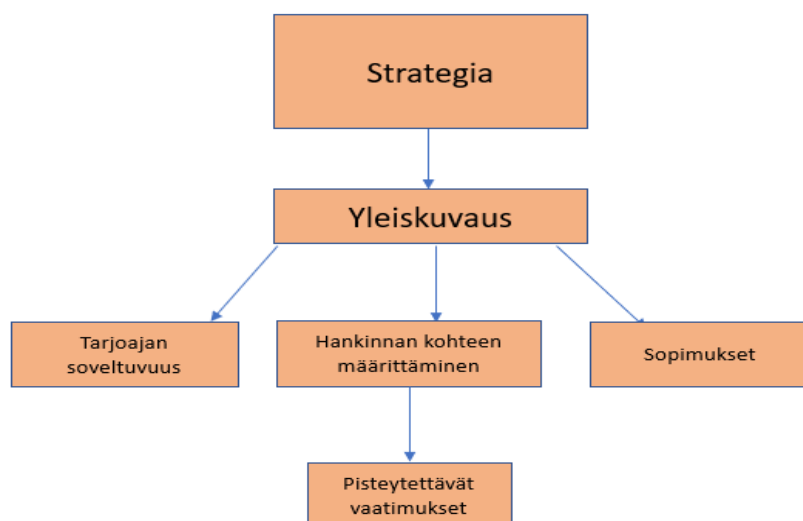 Strategia
Yleiskuvaus
Tarjoajan
soveltuvuus
Hankinnan kohteen
määrittäminen
Sopimukset
Pisteytettävät
vaatimukset